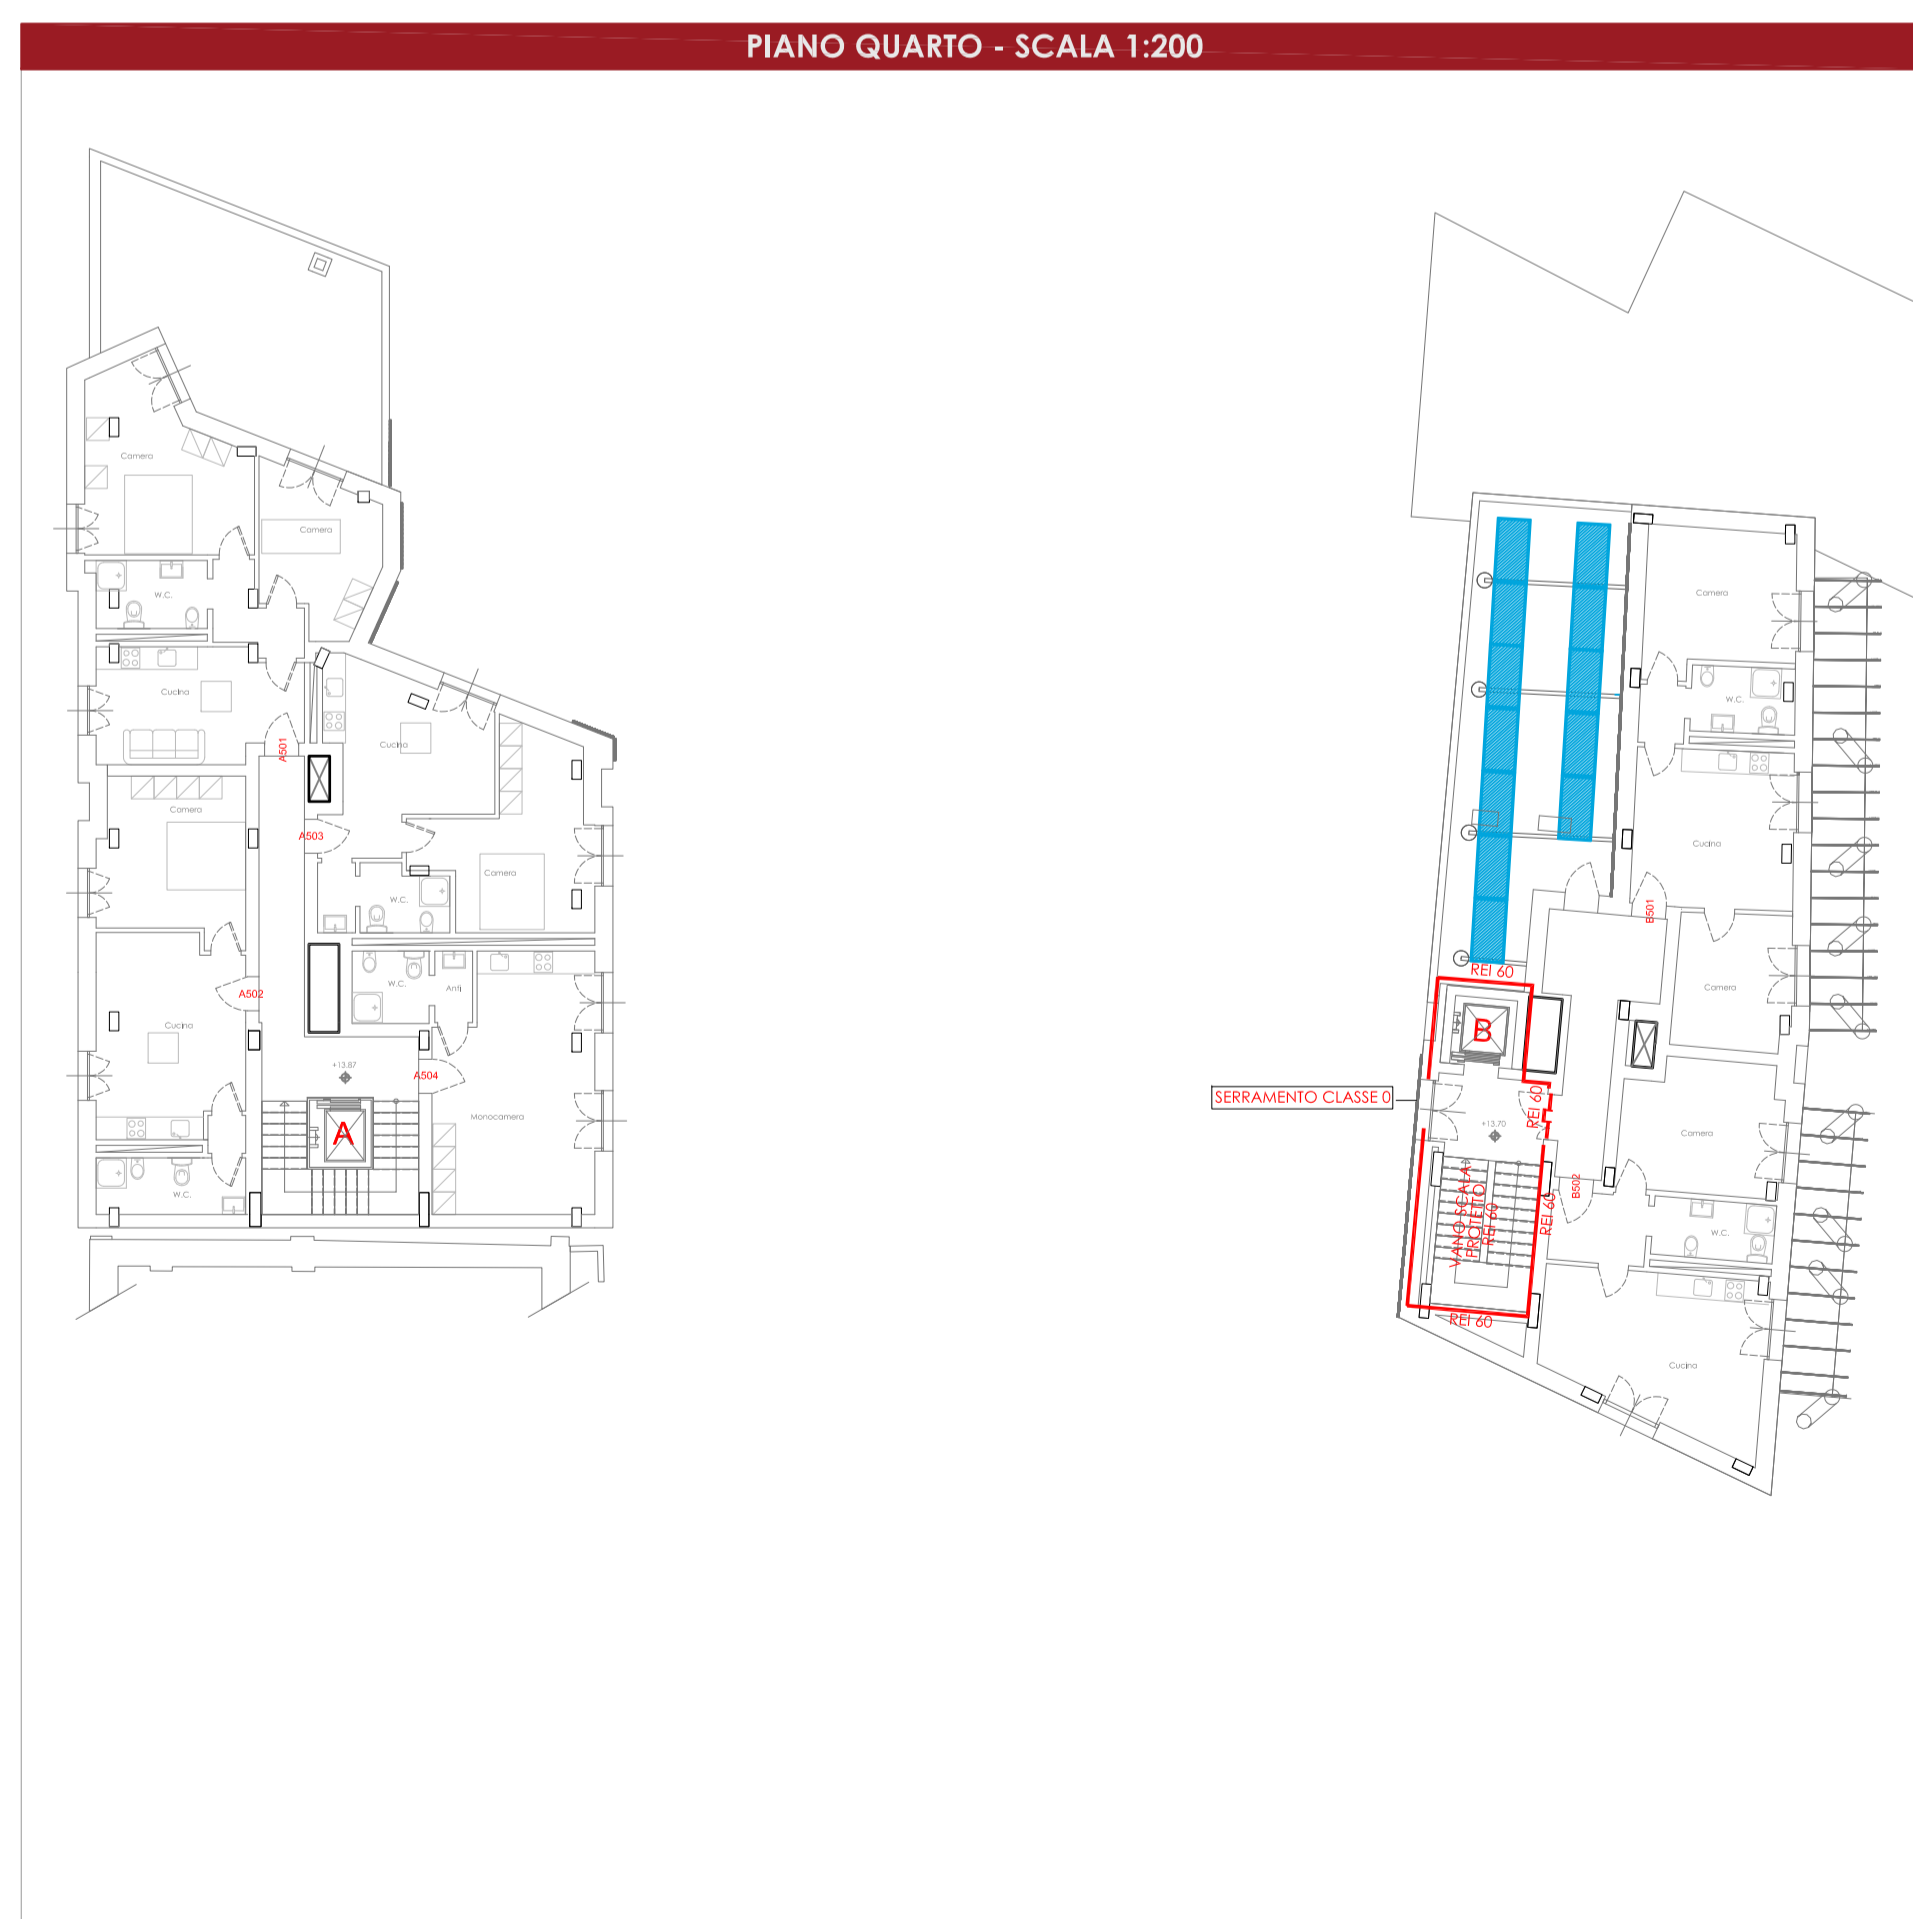 PIANO QUARTO - SCALA 1:200
Camera
Camera
W.C.
Cucina
A501
Cucina
Camera
A503
Camera
W.C.
A502
W.C.
Anti
Cucina
+13.87
A504
Monocamera
A
W.C.
Camera
W.C.
Cucina
B501
REI 60
Camera
B
SERRAMENTO CLASSE 0
REI 60
+13.70
Camera
VANO SCALA
PROTETTO
REI 60
REI 60
B502
W.C.
REI 60
Cucina